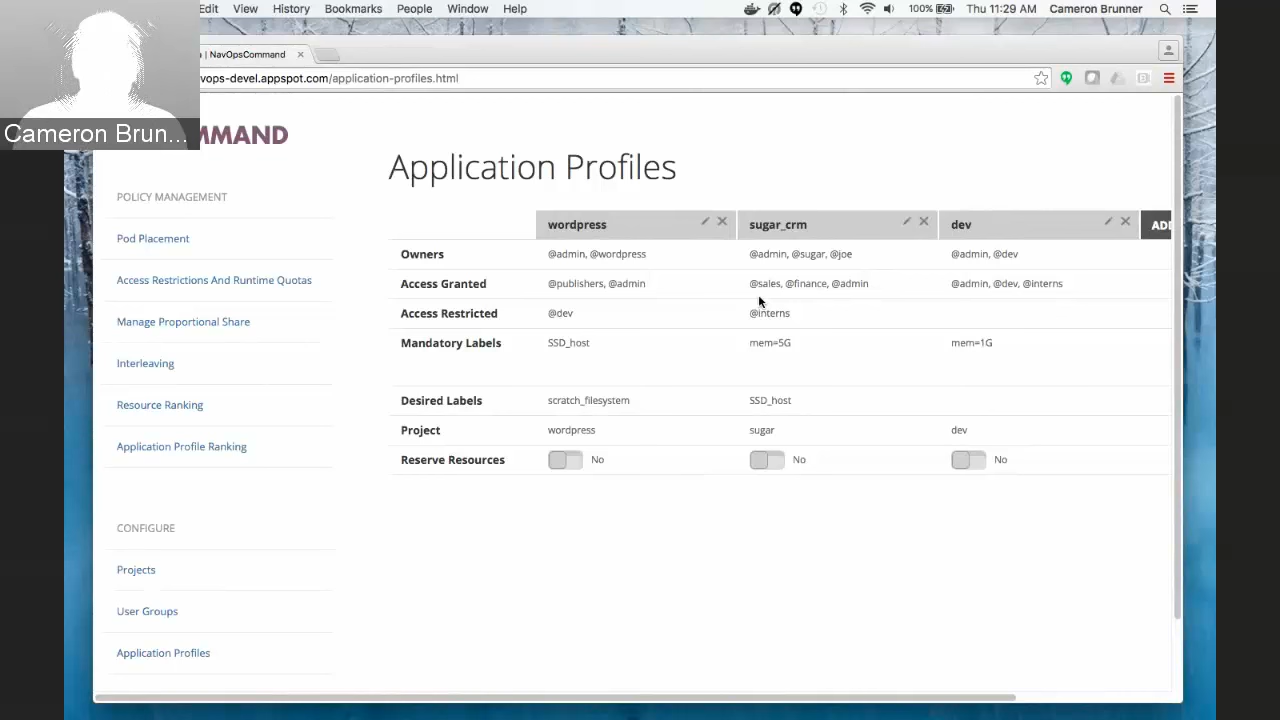 Edit View History Bookmarks People Window Help 100% Thu 11:29 AM Cameron Brunner
| NavOpsCommand
vops-devel.appspot.com/application-profiles.html
Cameron Brun...
MMAND
Application Profiles
POLICY MANAGEMENT
Pod Placement
Access Restrictions And Runtime Quotas
Manage Proportional Share
Interleaving
Resource Ranking
Application Profile Ranking
CONFIGURE
Projects
User Groups
Application Profiles
wordpress sugar_crm dev AD
Owners @admin, @wordpress @admin, @sugar, @joe @admin, @dev
Access Granted @publishers, @admin @sales, @finance, @admin @admin, @dev, @interns
Access Restricted @dev @interns
Mandatory Labels SSD_host mem=5G mem=1G
Desired Labels scratch_filesystem SSD_host
Project wordpress sugar dev
Reserve Resources No No No